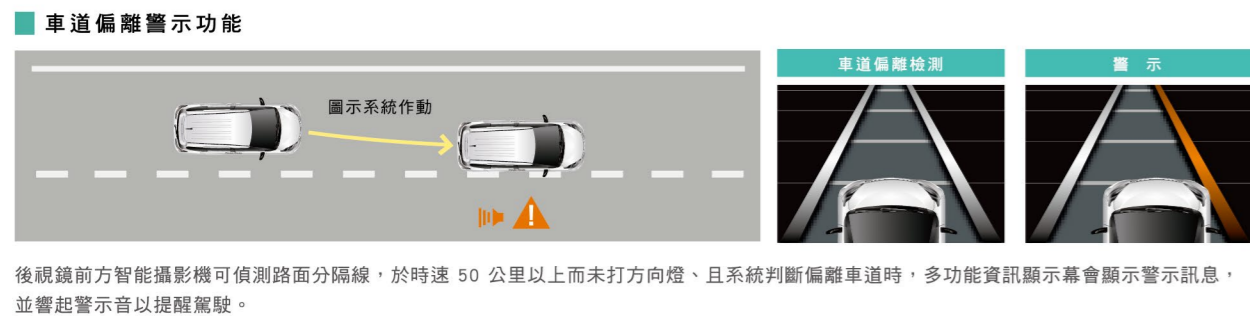 車道偏離警示功能
圖示系統作動
車道偏離檢測
警 示
後視鏡前方智能攝影機可偵測路面分隔線，於時速 50 公里以上而未打方向燈、且系統判斷偏離車道時，多功能資訊顯示幕會顯示警示訊息，
並響起警示音以提醒駕駛。